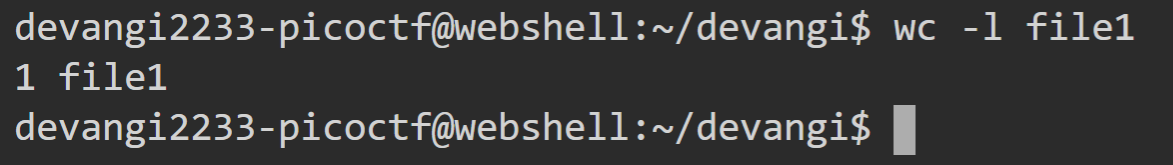 devangi2233-picoctf@webshell:~/devangi$ wc -l file1
1 file1
devangi2233-picoctf@webshell:~/devangi$